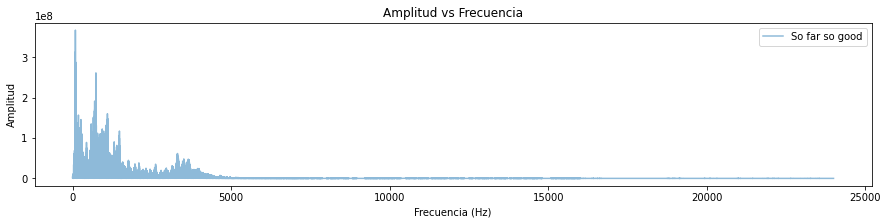 Amplitud vs Frecuencia
1e8
So far so good
3
2
1
0
Amplitud
0 5000 10000 15000 20000 25000
Frecuencia (Hz)